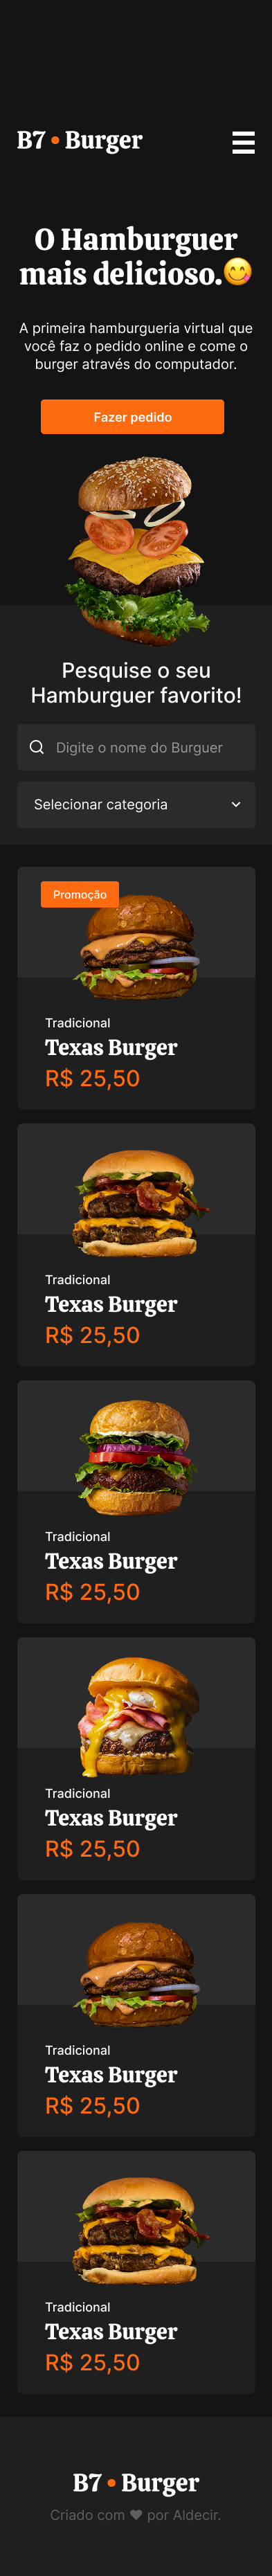 B7 • Burger
O Hamburguer
mais delicioso.😋
A primeira hamburgueria virtual que
você faz o pedido online e come o
burger através do computador.
Fazer pedido
Pesquise o seu
Hamburguer favorito!
Digite o nome do Burguer
Selecionar categoria
Promoção
Tradicional
Texas Burger
R$ 25,50
Tradicional
Texas Burger
R$ 25,50
Tradicional
Texas Burger
R$ 25,50
Tradicional
Texas Burger
R$ 25,50
Tradicional
Texas Burger
R$ 25,50
Tradicional
Texas Burger
R$ 25,50
B7 • Burger
Criado com ❤ por Aldecir.